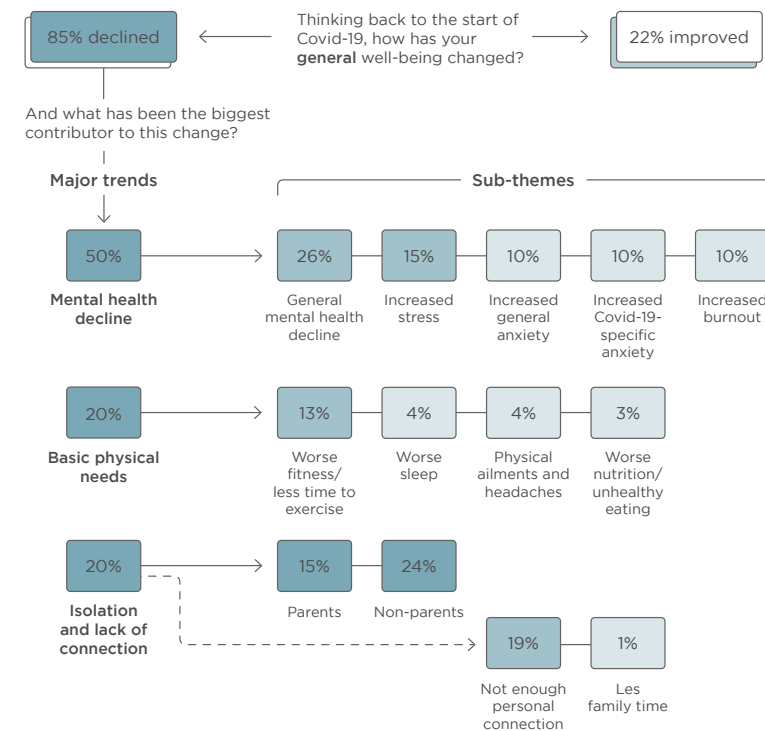 85% declined
Thinking back to the start of
Covid-19, how has your
general well-being changed?
22% improved
And what has been the biggest
contributor to this change?
Major trends
Sub-themes
50%
26%
15%
10%
10%
10%
Mental health
decline
General
mental health
decline
Increased
stress
Increased
general
anxiety
Increased
Covid-19-
specific
anxiety
Increased
burnout
20%
13%
4%
4%
3%
Basic physical
needs
Worse
fitness/
less time to
exercise
Worse
sleep
Physical
ailments and
headaches
Worse
nutrition/
unhealthy
eating
20%
15%
24%
Isolation
and lack of
connection
Parents
Non-parents
19%
1%
Not enough
personal
connection
Les
family time